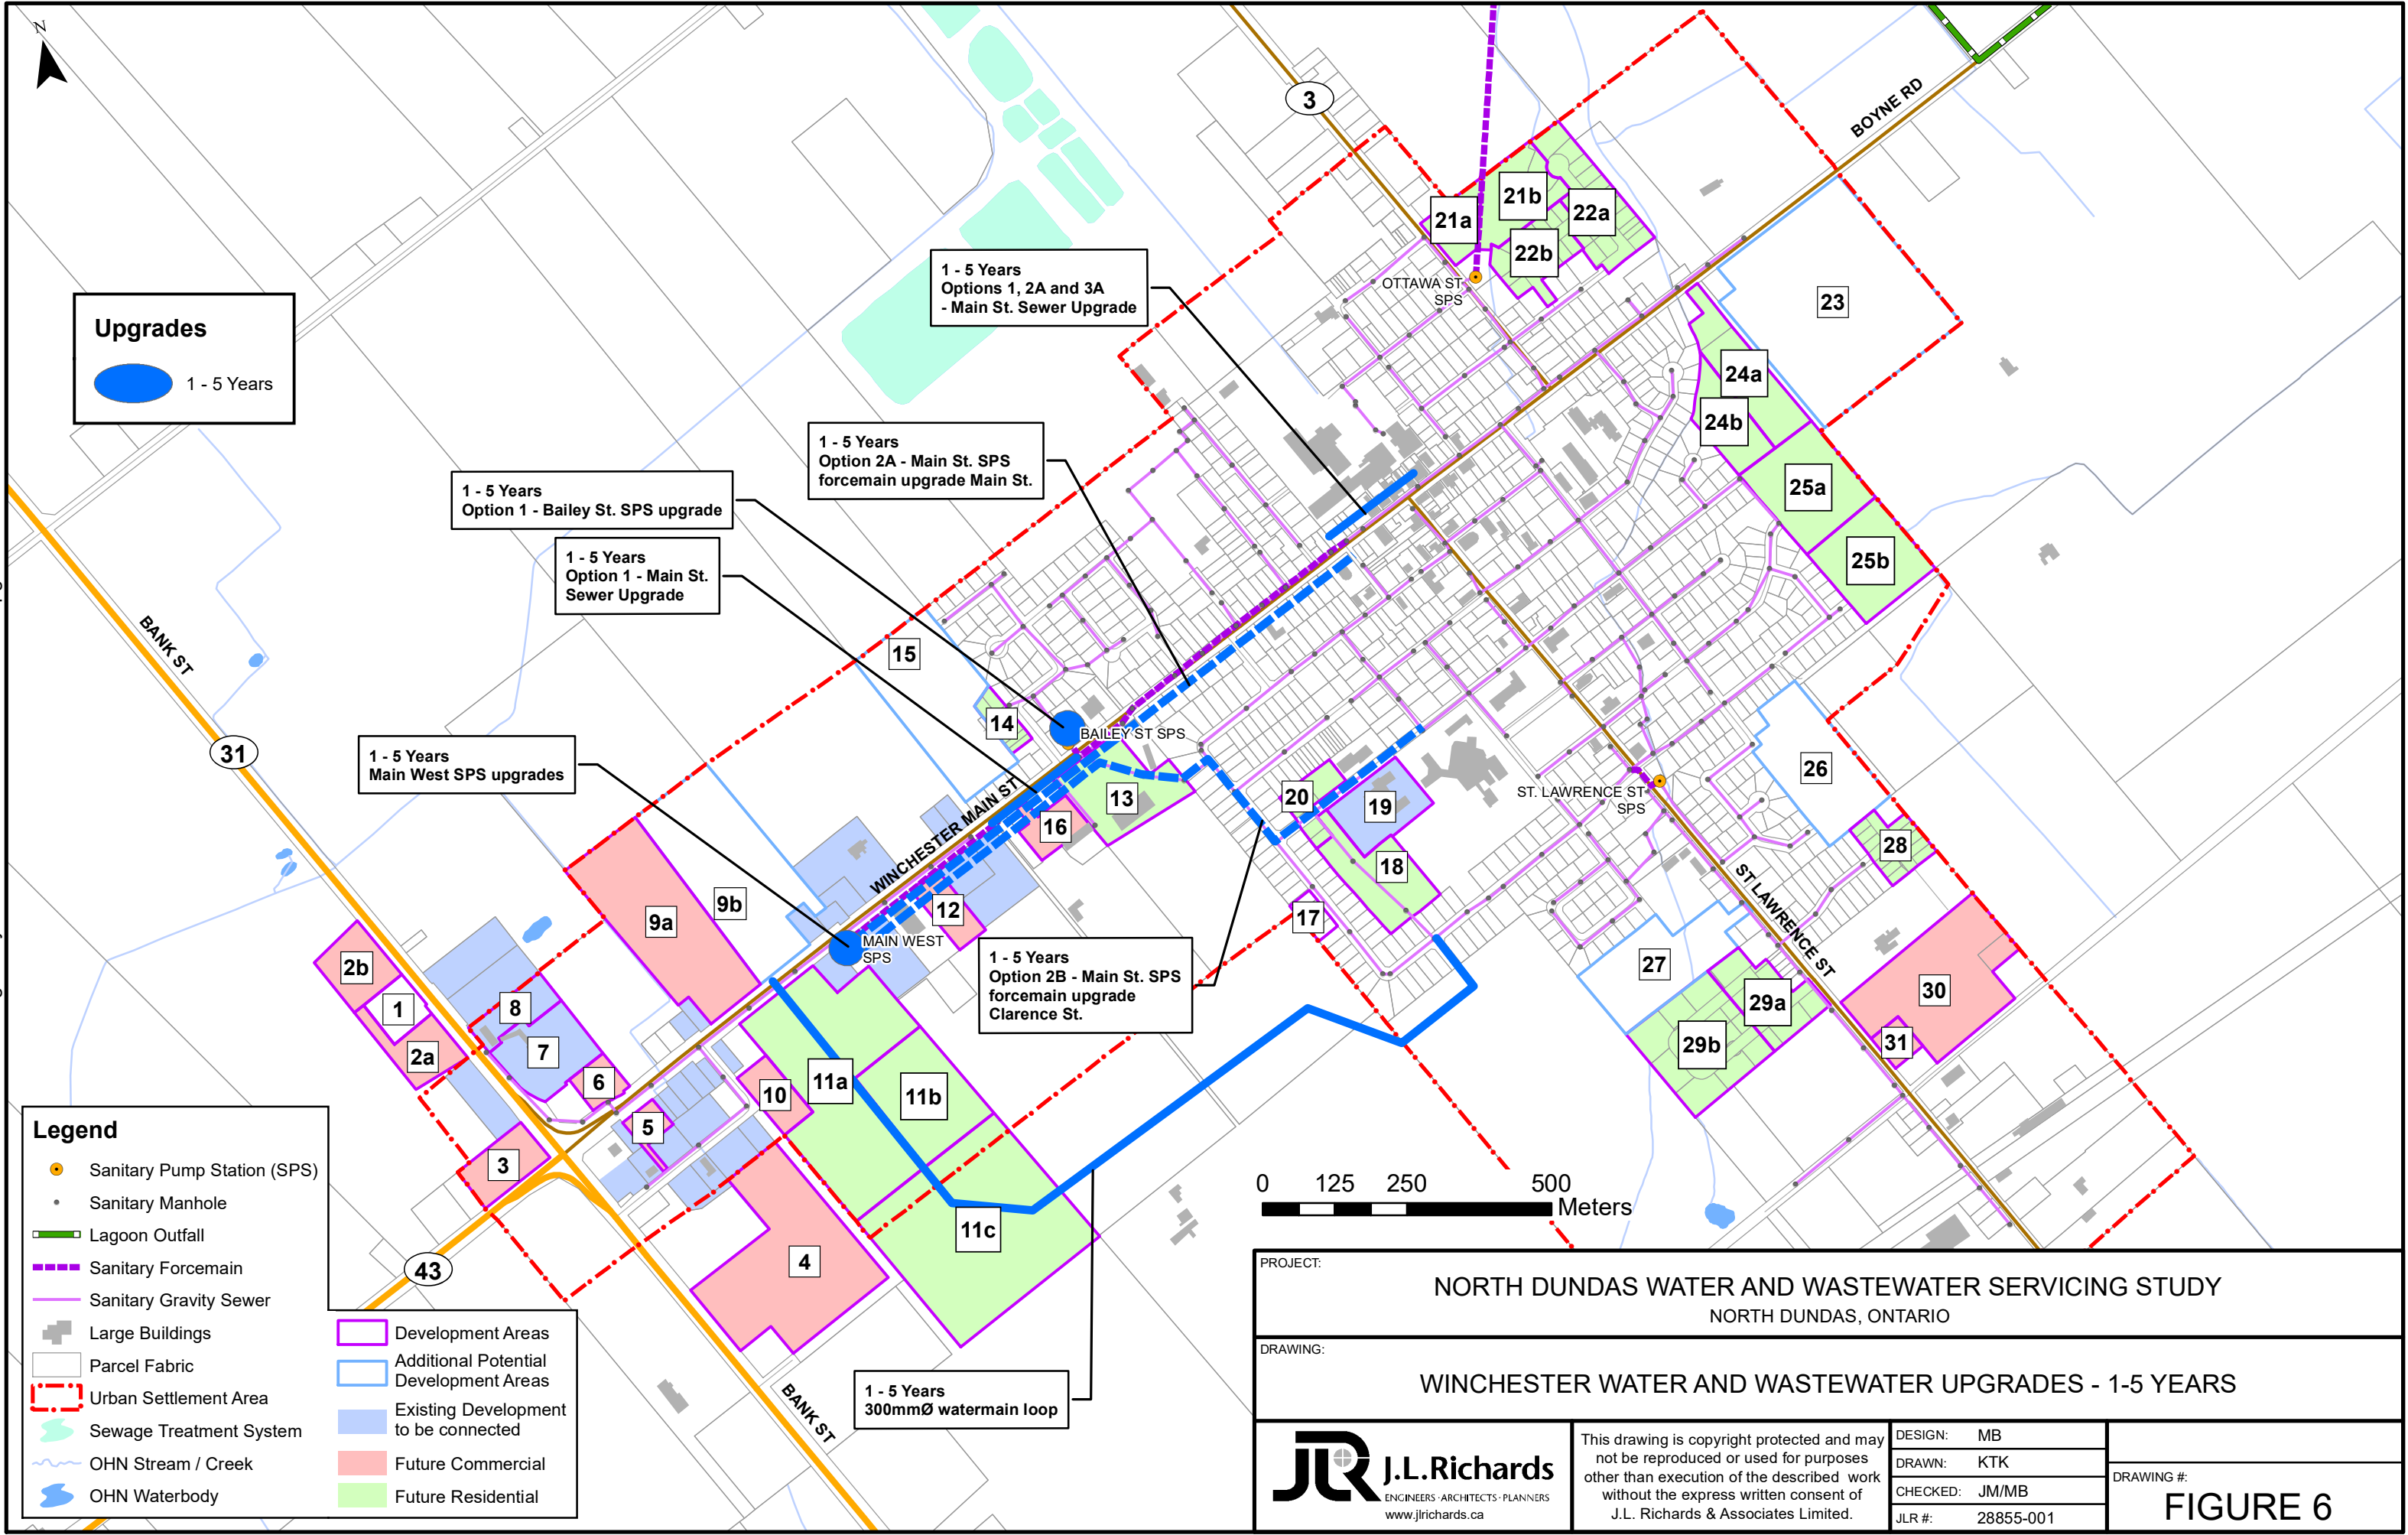 N
3
BOYNE RD
21a
21b
22a
22b
OTTAWA ST
SPS
23
1 - 5 Years
Options 1, 2A and 3A
- Main St. Sewer Upgrade
Upgrades
1 - 5 Years
24a
24b
1 - 5 Years
Option 2A - Main St. SPS
forcemain upgrade Main St.
1 - 5 Years
Option 1 - Bailey St. SPS upgrade
25a
25b
1 - 5 Years
Option 1 - Main St.
Sewer Upgrade
BANK ST
15
14
BAILEY ST SPS
31
1 - 5 Years
Main West SPS upgrades
13
16
20
19
ST. LAWRENCE ST
SPS
26
WINCHESTER MAIN ST
28
18
9b
9a
12
17
ST LAWRENCE ST
MAIN WEST
SPS
1 - 5 Years
Option 2B - Main St. SPS
forcemain upgrade
Clarence St.
2b
1
2a
8
7
6
5
3
10
11a
11b
11c
4
27
29a
29b
30
31
43
BANK ST
1 - 5 Years
300mmØ watermain loop
0 125 250 500
Meters
Legend
Sanitary Pump Station (SPS)
Sanitary Manhole
Lagoon Outfall
Sanitary Forcemain
Sanitary Gravity Sewer
Large Buildings
Parcel Fabric
Urban Settlement Area
Sewage Treatment System
OHN Stream / Creek
OHN Waterbody
Development Areas
Additional Potential
Development Areas
Existing Development
to be connected
Future Commercial
Future Residential
PROJECT:
NORTH DUNDAS WATER AND WASTEWATER SERVICING STUDY
NORTH DUNDAS, ONTARIO
DRAWING:
WINCHESTER WATER AND WASTEWATER UPGRADES - 1-5 YEARS
JLR J.L.Richards
ENGINEERS · ARCHITECTS · PLANNERS
www.jlrichards.ca
This drawing is copyright protected and may
not be reproduced or used for purposes
other than execution of the described work
without the express written consent of
J.L. Richards & Associates Limited.
DESIGN: MB
DRAWN: KTK
CHECKED: JM/MB
JLR #: 28855-001
DRAWING #:
FIGURE 6